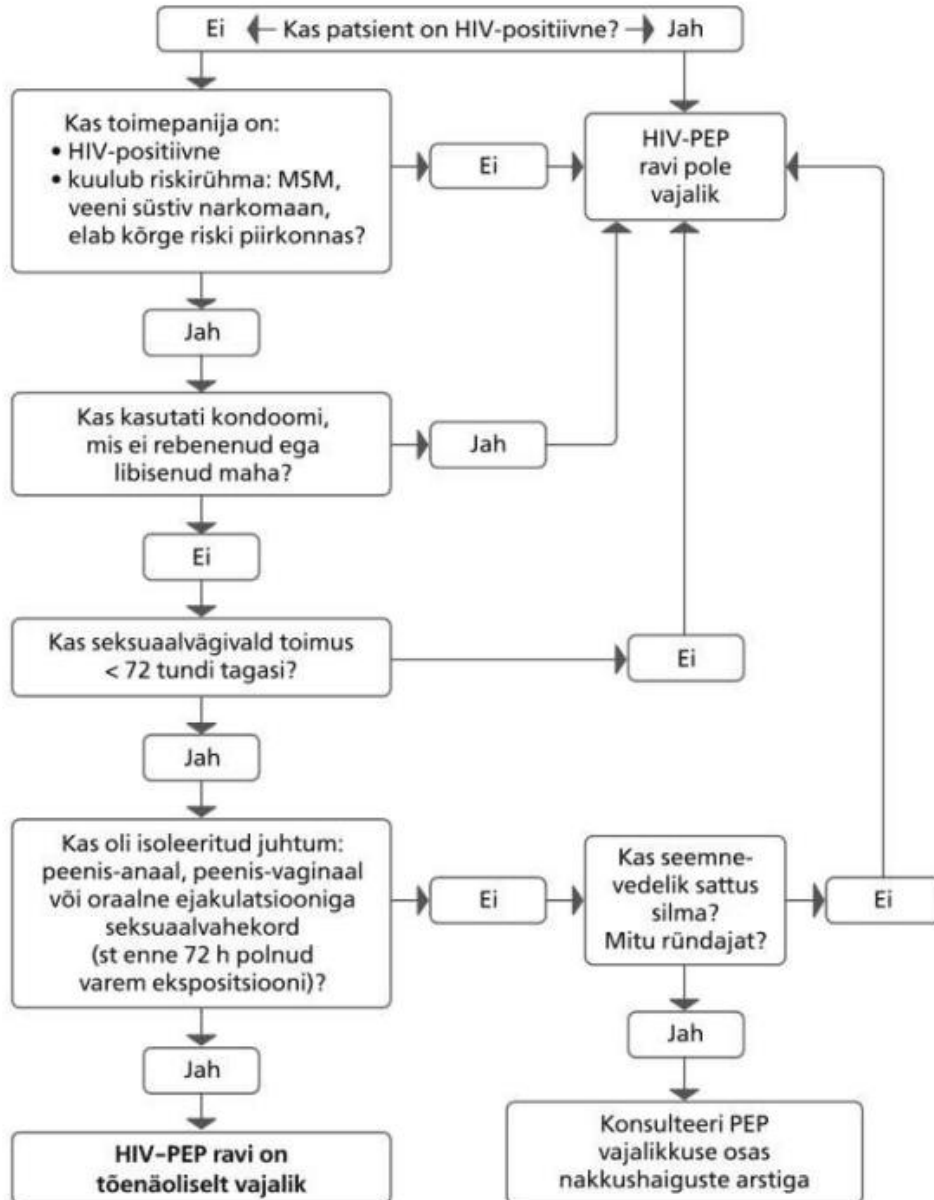 Ei Kas patsient on HIV-positiivne? Jah
Kas toimepanija on:
• HIV-positiivne
• kuulub riskirühma: MSM,
veeni süstiv narkomaan,
elab kõrge riski piirkonnas?
Ei
HIV-PEP
ravi pole
vajalik
Jah
Kas kasutati kondoomi,
mis ei rebenenud ega
libisenud maha?
Jah
Ei
Kas seksuaalvägivald toimus
< 72 tundi tagasi?
Ei
Jah
Kas oli isoleeritud juhtum:
peenis-anaal, peenis-vaginaal
või oraalne ejakulatsiooniga
seksuaalvahekord
(st enne 72 h polnud
varem ekspositsiooni)?
Ei
Kas seemne-
vedelik sattus
silma?
Mitu ründajat?
Ei
Jah
Jah
HIV–PEP ravi on
tõenäoliselt vajalik
Konsulteeri PEP
vajalikkuse osas
nakkushaiguste arstiga